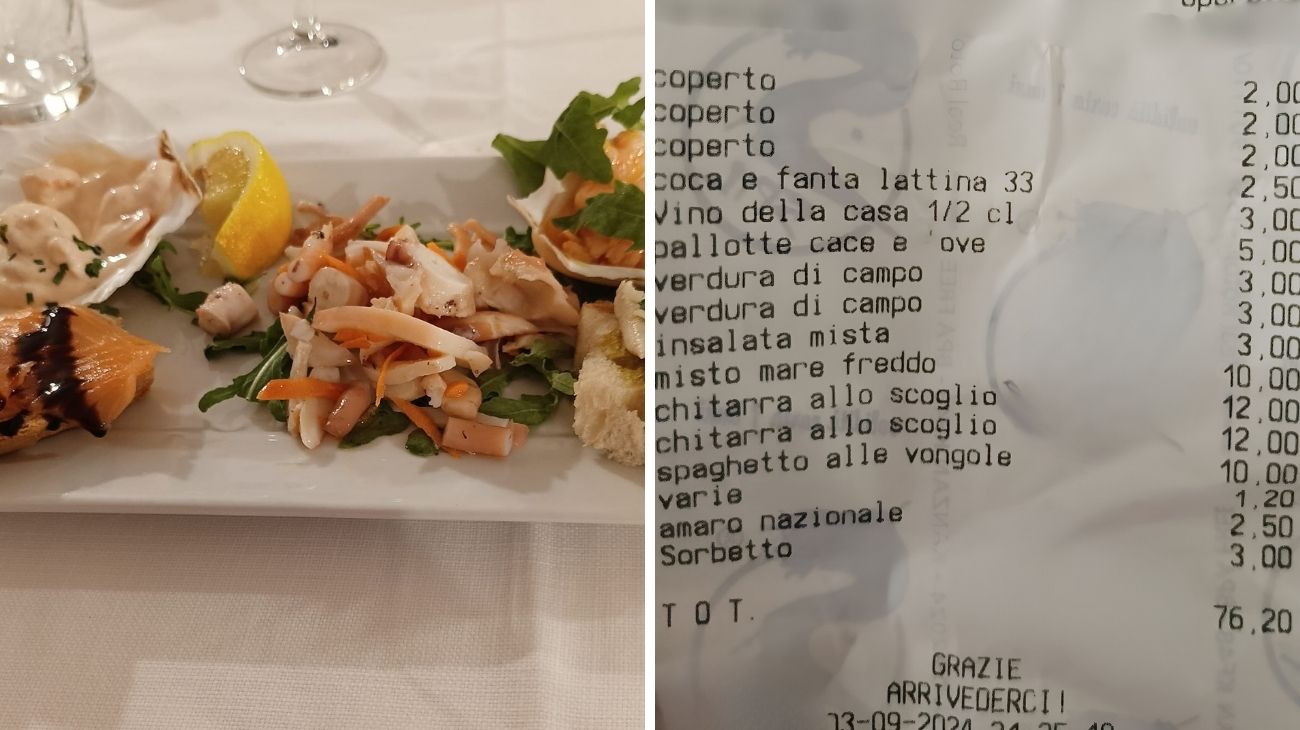 coperto 2,00
coperto 2,00
coperto 2,00
coca e fanta lattina 33 2,50
Vino della casa 1/2 cl 3,00
pallotte cace e 'ove 5,00
verdura di campo 3,00
verdura di campo 3,00
insalata mista 3,00
misto mare freddo 10,00
chitarra allo scoglio 12,00
chitarra allo scoglio 12,00
spaghetto alle vongole 10,00
varie 1,20
amaro nazionale 2,50
Sorbetto 3,00
T O T. 76,20
GRAZIE
ARRIVEDERCI!
03-09-2024